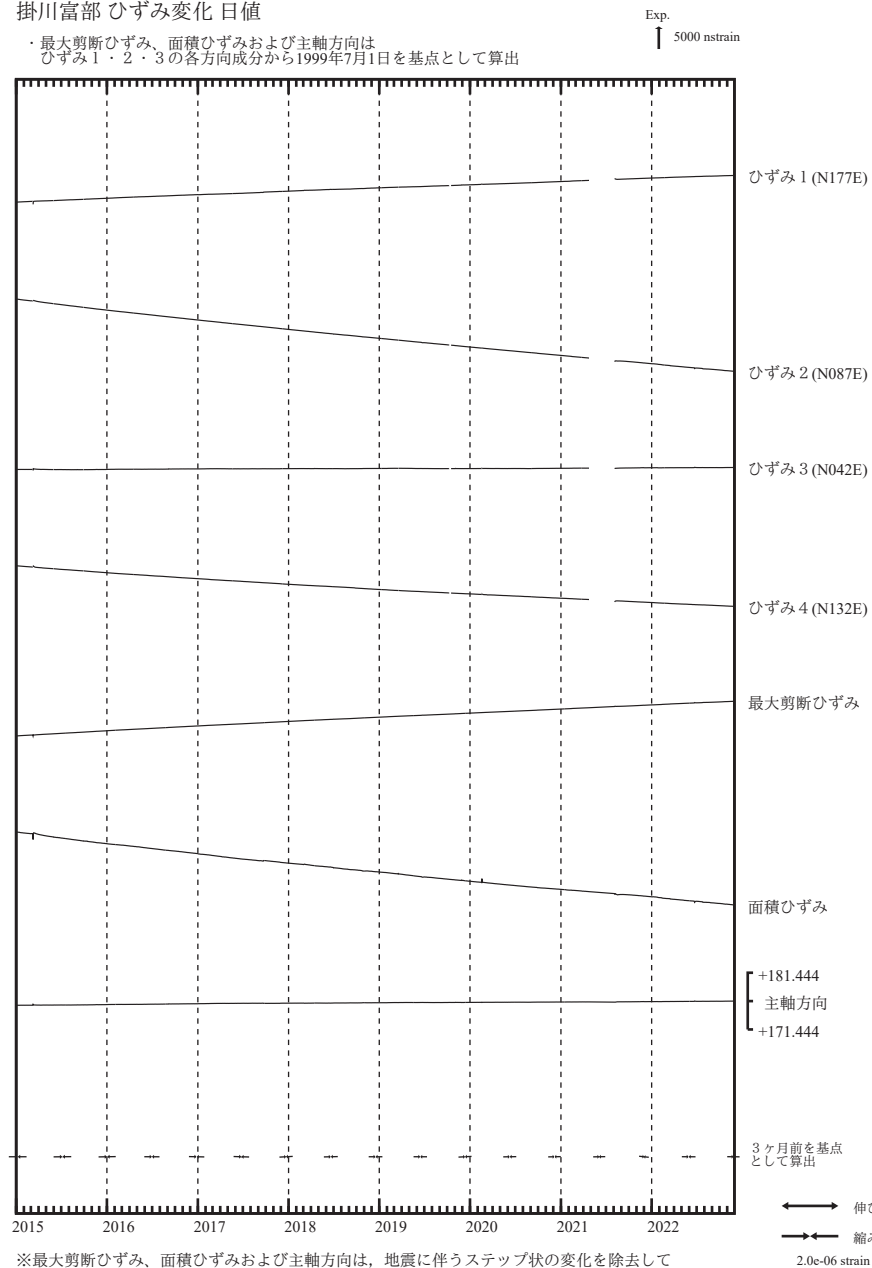 掛川富部 ひずみ変化 日値
・最大剪断ひずみ、面積ひずみおよび主軸方向は
ひずみ１・２・３の各方向成分から1999年7月1日を基点として算出
Exp.
5000 nstrain
ひずみ１(N177E)
ひずみ２(N087E)
ひずみ３(N042E)
ひずみ４(N132E)
最大剪断ひずみ
面積ひずみ
+181.444
主軸方向
+171.444
３ヶ月前を基点
として算出
2015 2016 2017 2018 2019 2020 2021 2022
伸び
縮み
2.0e-06 strain
※最大剪断ひずみ、面積ひずみおよび主軸方向は，地震に伴うステップ状の変化を除去して